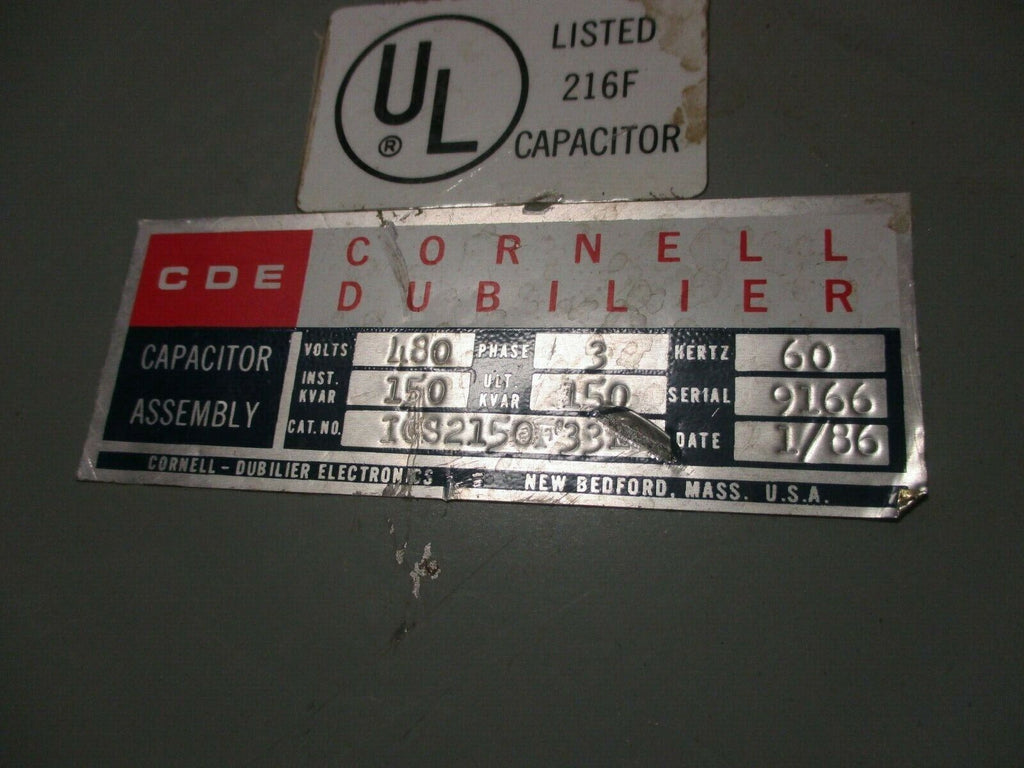 UL
®
LISTED
216F
CAPACITOR
CDE
CORNELL
DUBILIER
CAPACITOR
ASSEMBLY
VOLTS 480 PHASE 3 HERTZ 60
INST. KVAR 150 ULT. KVAR 150 SERIAL 9166
CAT. NO. DATE 1/86
CORNELL-DUBILIER ELECTRONICS NEW BEDFORD, MASS. U.S.A.